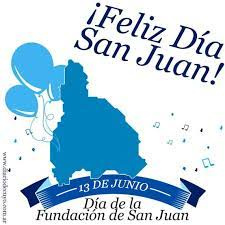 ¡Feliz Día
San Juan!
13 DE JUNIO
Día de la
Fundación de San Juan